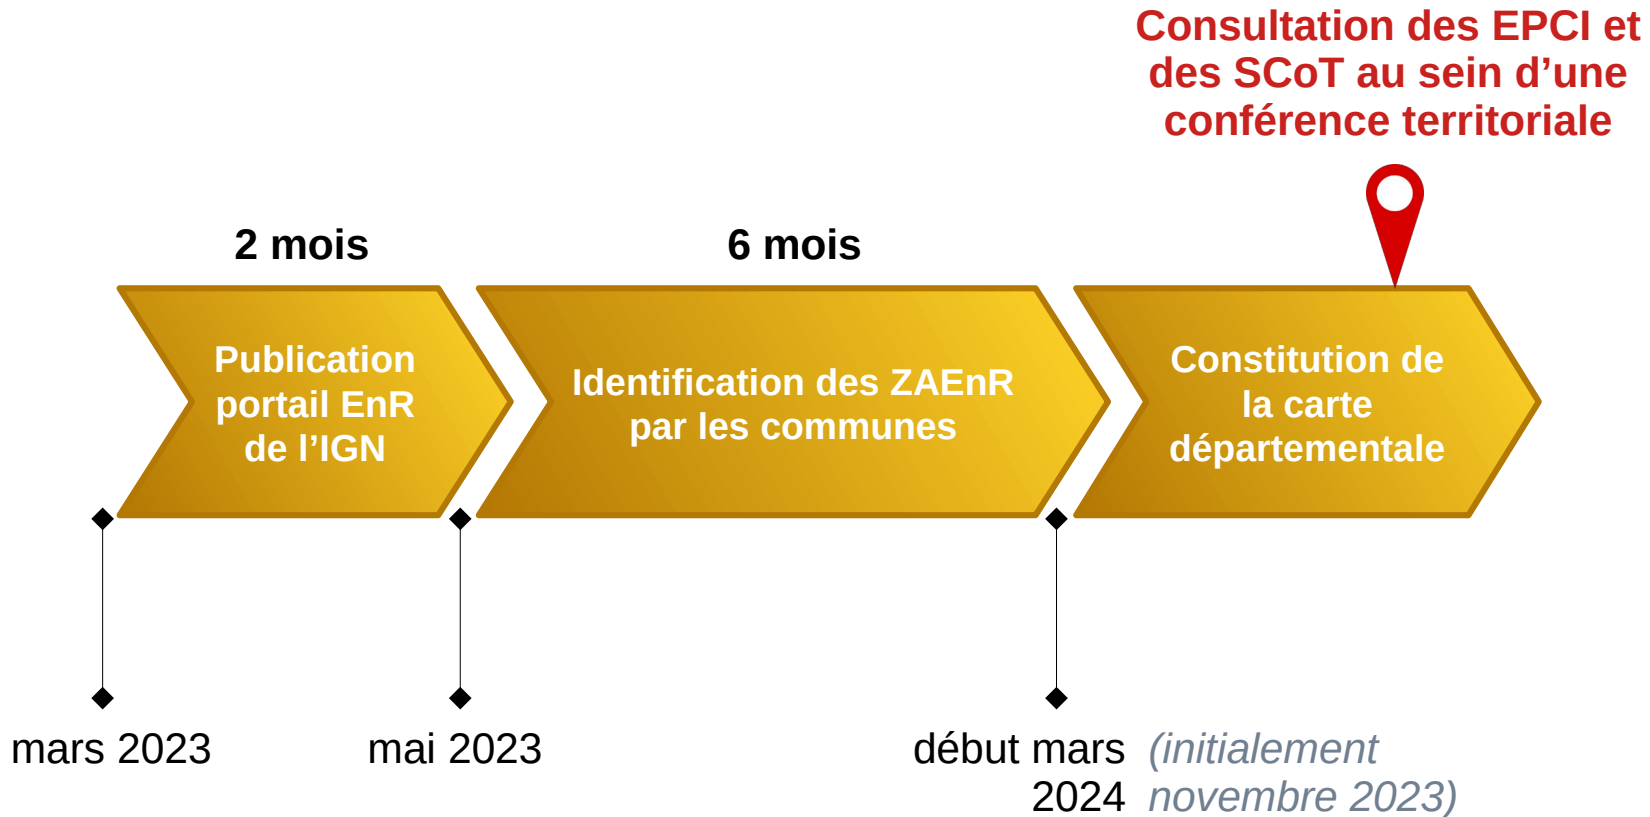 Consultation des EPCI et
des SCoT au sein d’une
conférence territoriale
2 mois
6 mois
Publication
portail EnR
de l’IGN
Identification des ZAEnR
par les communes
Constitution de
la carte
départementale
mars 2023
mai 2023
début mars
2024
(initialement
novembre 2023)